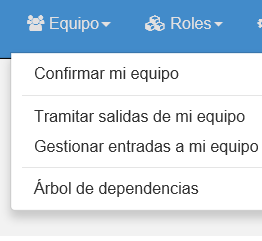 Equipo Roles
Confirmar mi equipo
Tramitar salidas de mi equipo
Gestionar entradas a mi equipo
Árbol de dependencias